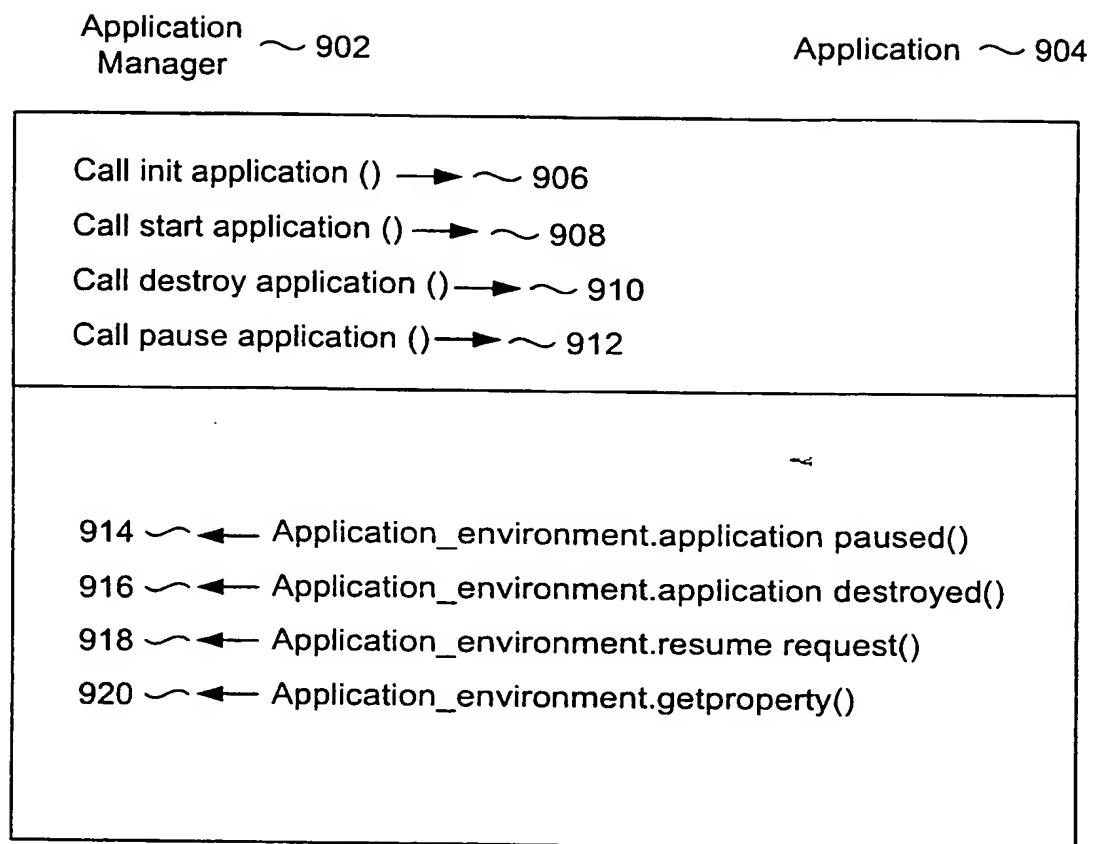 Application
Manager 902
Application 904
Call init application () 906
Call start application () 908
Call destroy application () 910
Call pause application () 912
914 Application_environment.application paused()
916 Application_environment.application destroyed()
918 Application_environment.resume request()
920 Application_environment.getproperty()